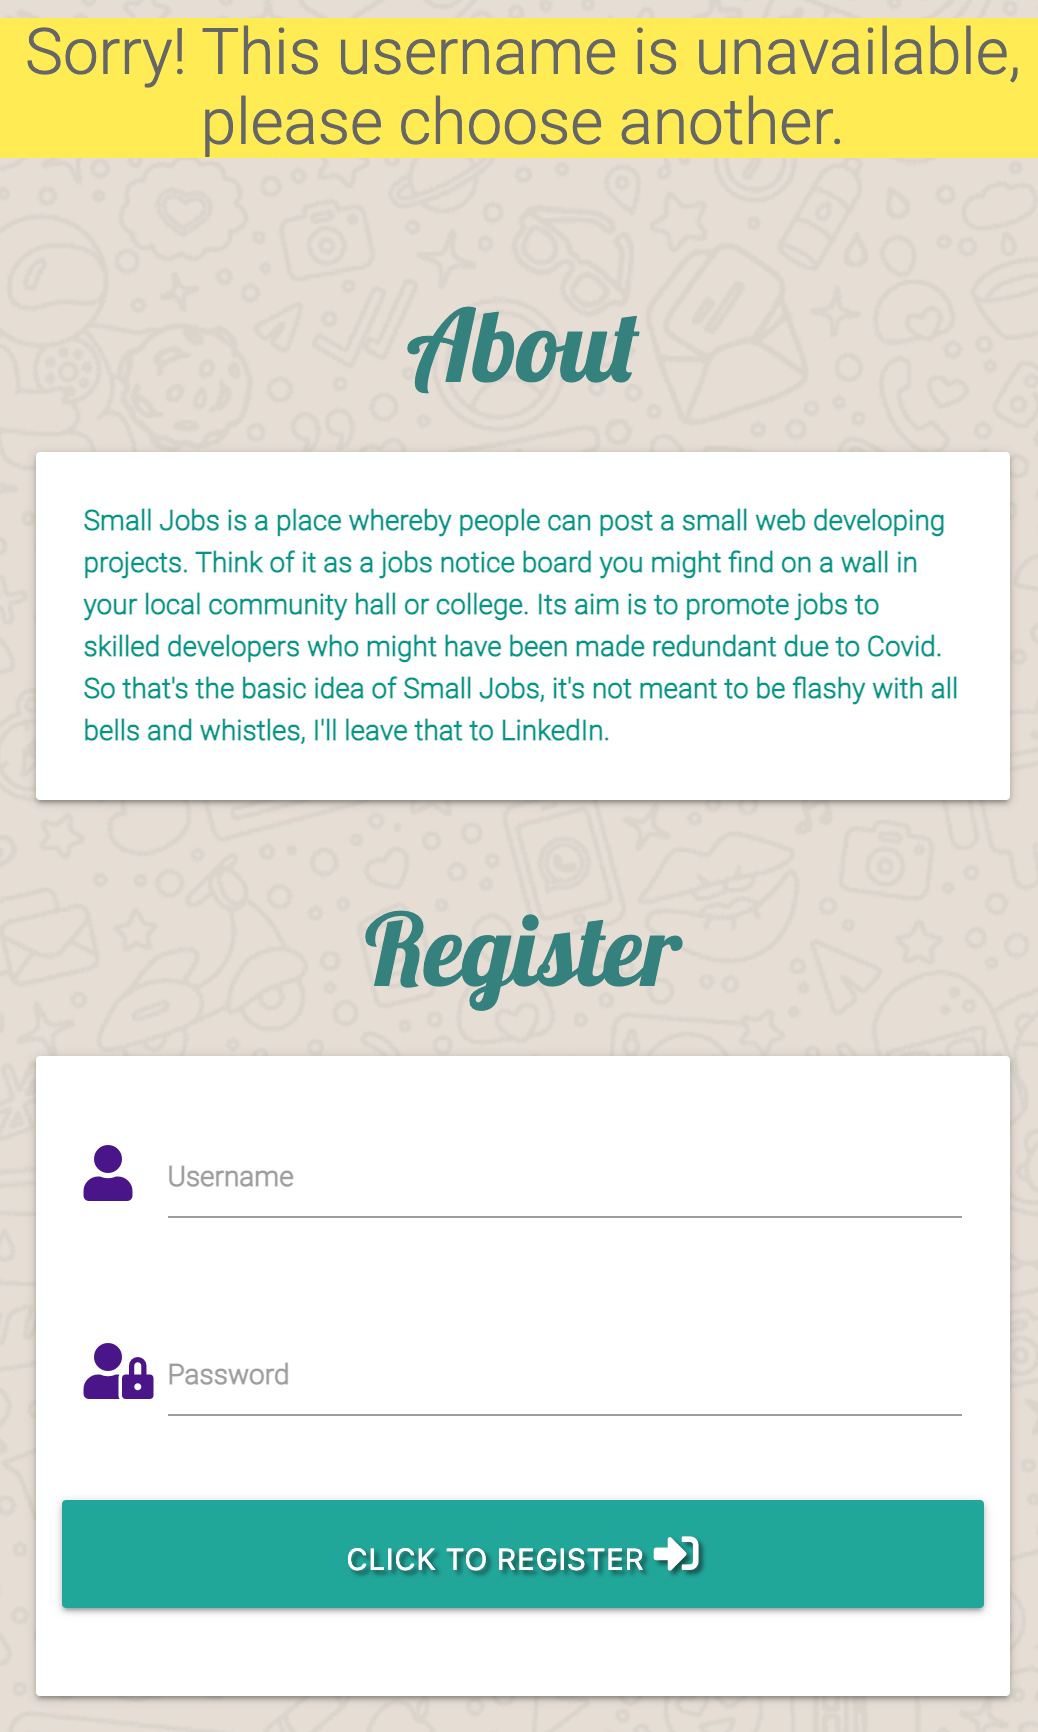 Sorry! This username is unavailable,
please choose another.
About
Small Jobs is a place whereby people can post a small web developing
projects. Think of it as a jobs notice board you might find on a wall in
your local community hall or college. Its aim is to promote jobs to
skilled developers who might have been made redundant due to Covid.
So that's the basic idea of Small Jobs, it's not meant to be flashy with all
bells and whistles, I'll leave that to LinkedIn.
Register
Username
Password
CLICK TO REGISTER